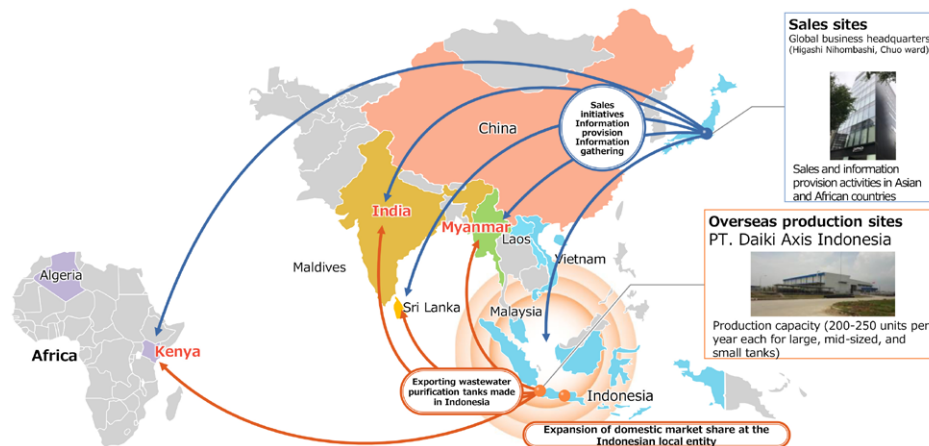 Sales sites
Global business headquarters
(Higashi Nihombashi, Chuo ward)
Sales and information
provision activities in Asian
and African countries
Sales
initiatives
Information
provision
Information
gathering
China
India
Myanmar
Laos
Vietnam
Maldives
Sri Lanka
Malaysia
Algeria
Africa
Kenya
Overseas production sites
PT. Daiki Axis Indonesia
Production capacity (200-250 units per
year each for large, mid-sized, and
small tanks)
Exporting wastewater
purification tanks made
in Indonesia
Indonesia
Expansion of domestic market share at the
Indonesian local entity